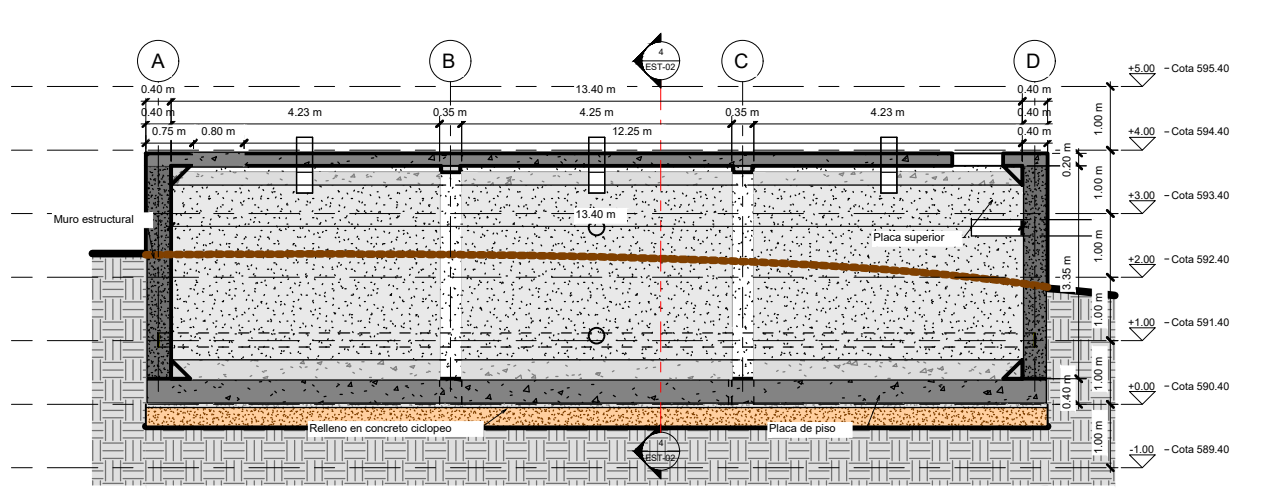 A
B
4
EST-02
C
D
+5.00
Cota 595.40
0.40 m
13.40 m
0.40 m
0.40 m
4.23 m
0.35 m
4.25 m
0.35 m
4.23 m
0.40 m
1.00 m
0.75 m
0.80 m
12.25 m
0.40 m
+4.00
Cota 594.40
0.20 m
1.00 m
+3.00
Cota 593.40
Muro estructural
13.40 m
Placa superior
1.00 m
3.35 m
+2.00
Cota 592.40
1.00 m
+1.00
Cota 591.40
1.00 m
0.40 m
+0.00
Cota 590.40
Relleno en concreto ciclopeo
Placa de piso
1.00 m
4
EST-02
-1.00
Cota 589.40